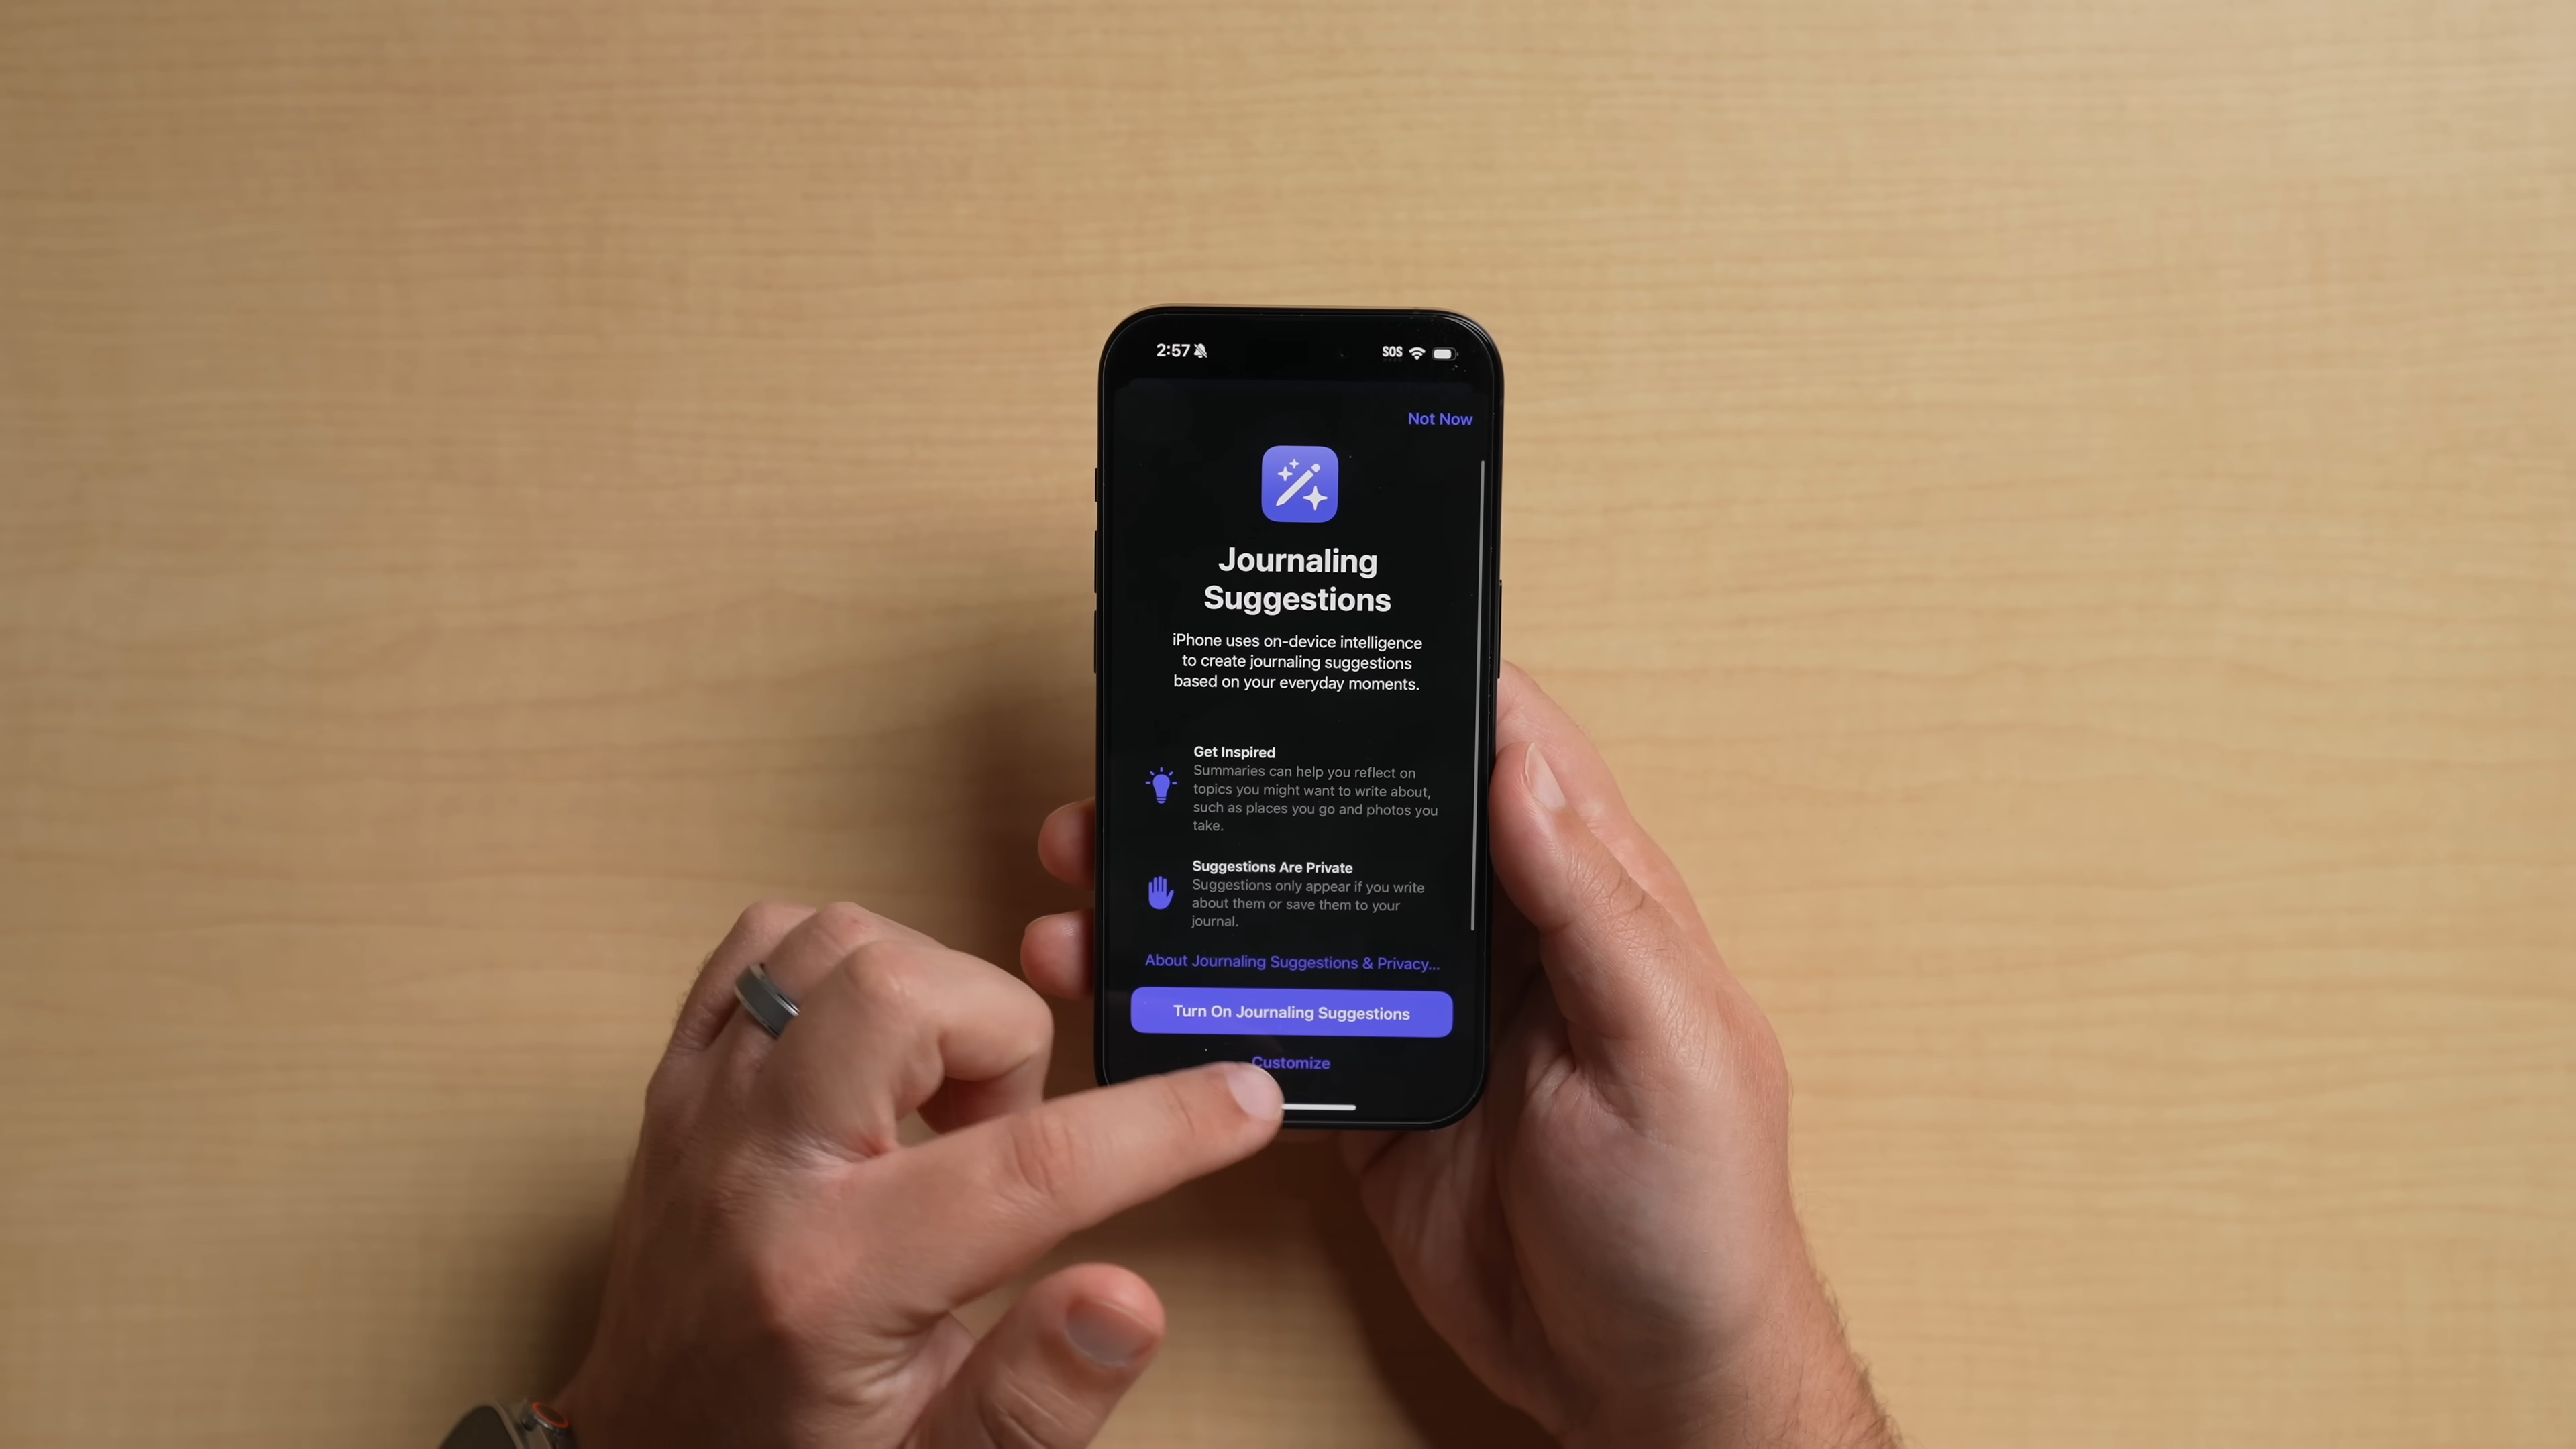 2:57
SOS
Not Now
Journaling
Suggestions
iPhone uses on-device intelligence
to create journaling suggestions
based on your everyday moments.
Get Inspired
Summaries can help you reflect on
topics you might want to write about,
such as places you go and photos you
take.
Suggestions Are Private
Suggestions only appear if you write
about them or save them to your
journal.
About Journaling Suggestions & Privacy...
Turn On Journaling Suggestions
Customize